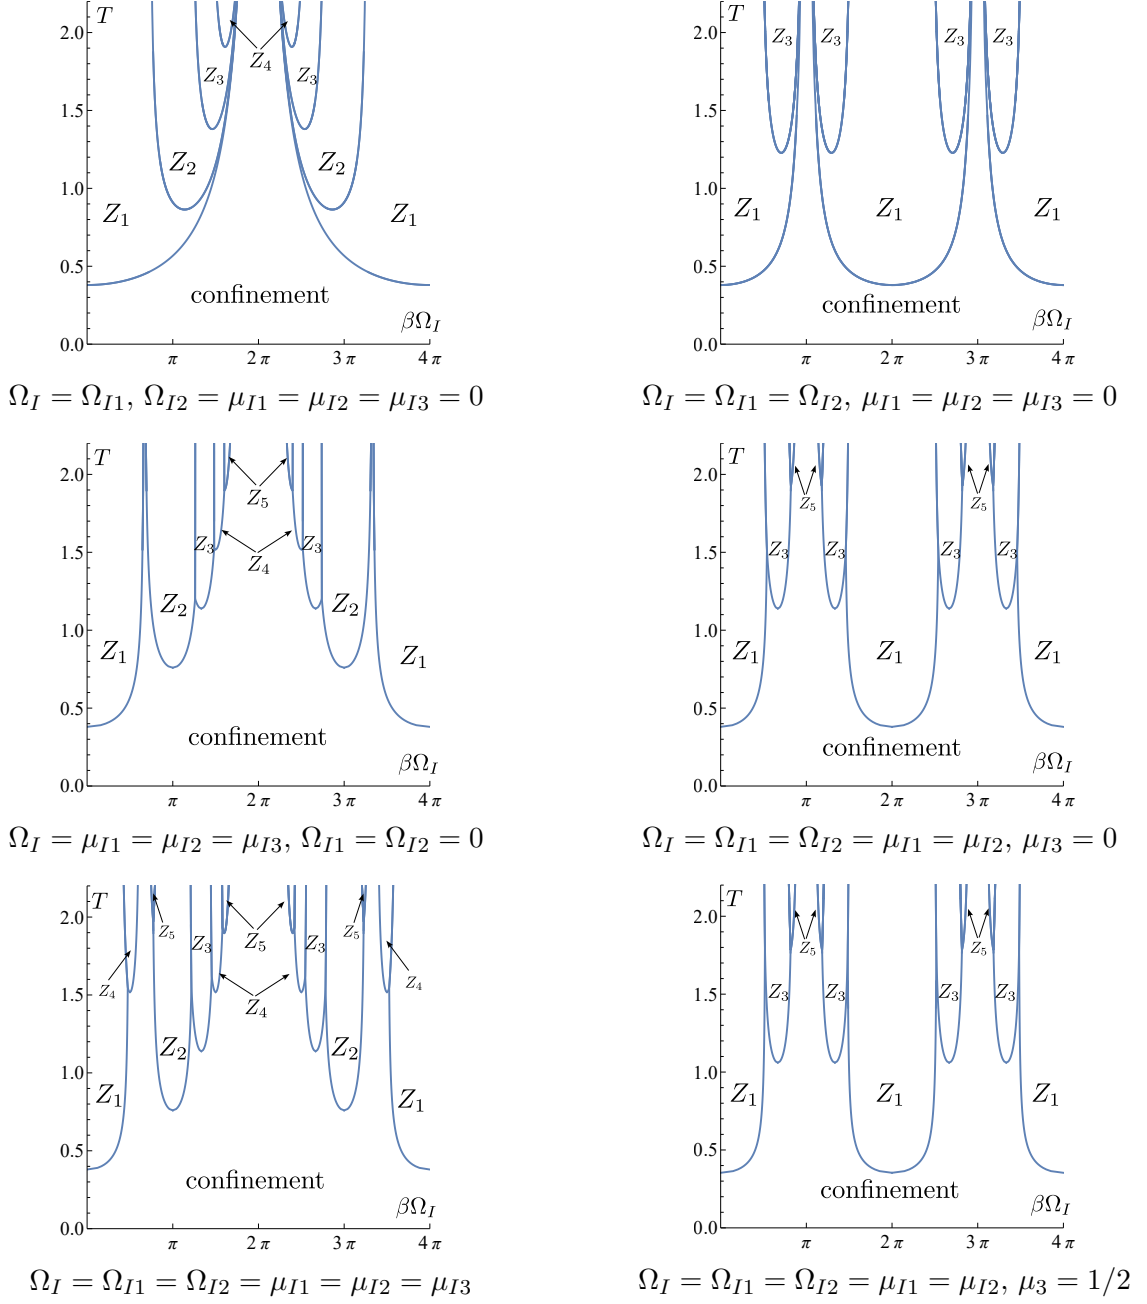 T
2.0
Z4
Z3
Z3
1.5
Z2
Z2
1.0
Z1
Z1
0.5
confinement
βΩI
0.0
π
2π
3π
4π
ΩI = ΩI1, ΩI2 = μI1 = μI2 = μI3 = 0
T
2.0
Z3
Z3
Z3
Z3
1.5
1.0
Z1
Z1
Z1
0.5
confinement
βΩI
0.0
π
2π
3π
4π
ΩI = ΩI1 = ΩI2, μI1 = μI2 = μI3 = 0
T
2.0
Z5
1.5
Z3
Z3
Z4
Z2
Z2
1.0
Z1
Z1
0.5
confinement
βΩI
0.0
π
2π
3π
4π
ΩI = μI1 = μI2 = μI3, ΩI1 = ΩI2 = 0
T
2.0
Z5
Z5
1.5
Z3
Z3
Z3
Z3
1.0
Z1
Z1
Z1
0.5
confinement
βΩI
0.0
π
2π
3π
4π
ΩI = ΩI1 = ΩI2 = μI1 = μI2, μI3 = 0
T
2.0
Z5
Z5
Z5
Z3
Z3
Z4
Z4
1.5
Z4
Z2
Z2
1.0
Z1
Z1
0.5
confinement
βΩI
0.0
π
2π
3π
4π
ΩI = ΩI1 = ΩI2 = μI1 = μI2 = μI3
T
2.0
Z5
Z5
1.5
Z3
Z3
Z3
Z3
1.0
Z1
Z1
Z1
0.5
confinement
βΩI
0.0
π
2π
3π
4π
ΩI = ΩI1 = ΩI2 = μI1 = μI2, μ3 = 1/2